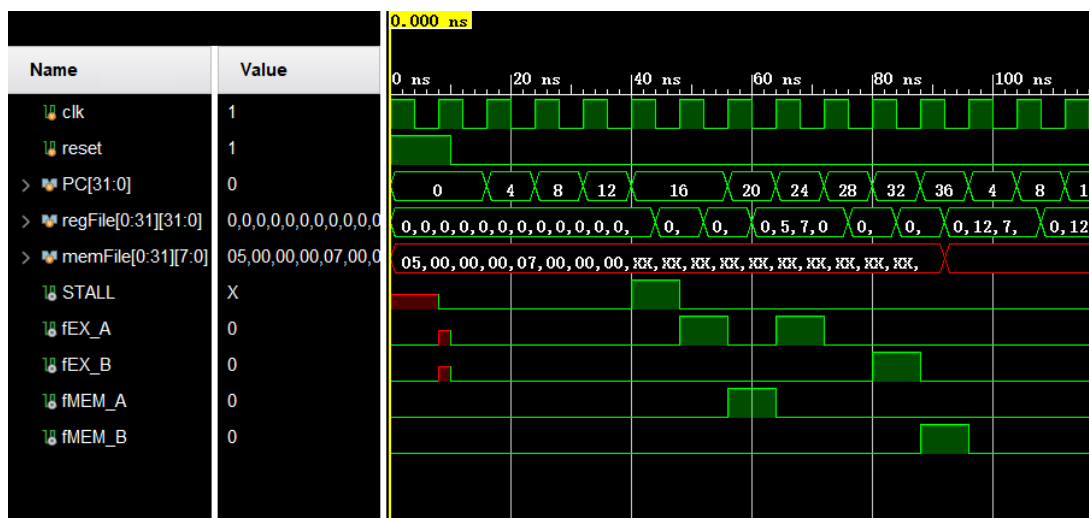 0.000 ns
Name Value
0 ns 20 ns 40 ns 60 ns 80 ns 100 ns
clk 1
reset 1
PC[31:0] 0 0 4 8 12 16 20 24 28 32 36 4 8 1
regFile[0:31][31:0] 0,0,0,0,0,0,0,0,0,0,0 0,0,0,0,0,0,0,0,0,0,0,0, 0, 0, 0,5,7,0 0, 0, 0,12,7, 0,12
memFile[0:31][7:0] 05,00,00,00,07,00,0 05,00,00,00,07,00,00,00,XX,XX,XX,XX,XX,XX,XX,XX,XX,XX,
STALL X
fEX_A 0
fEX_B 0
fMEM_A 0
fMEM_B 0